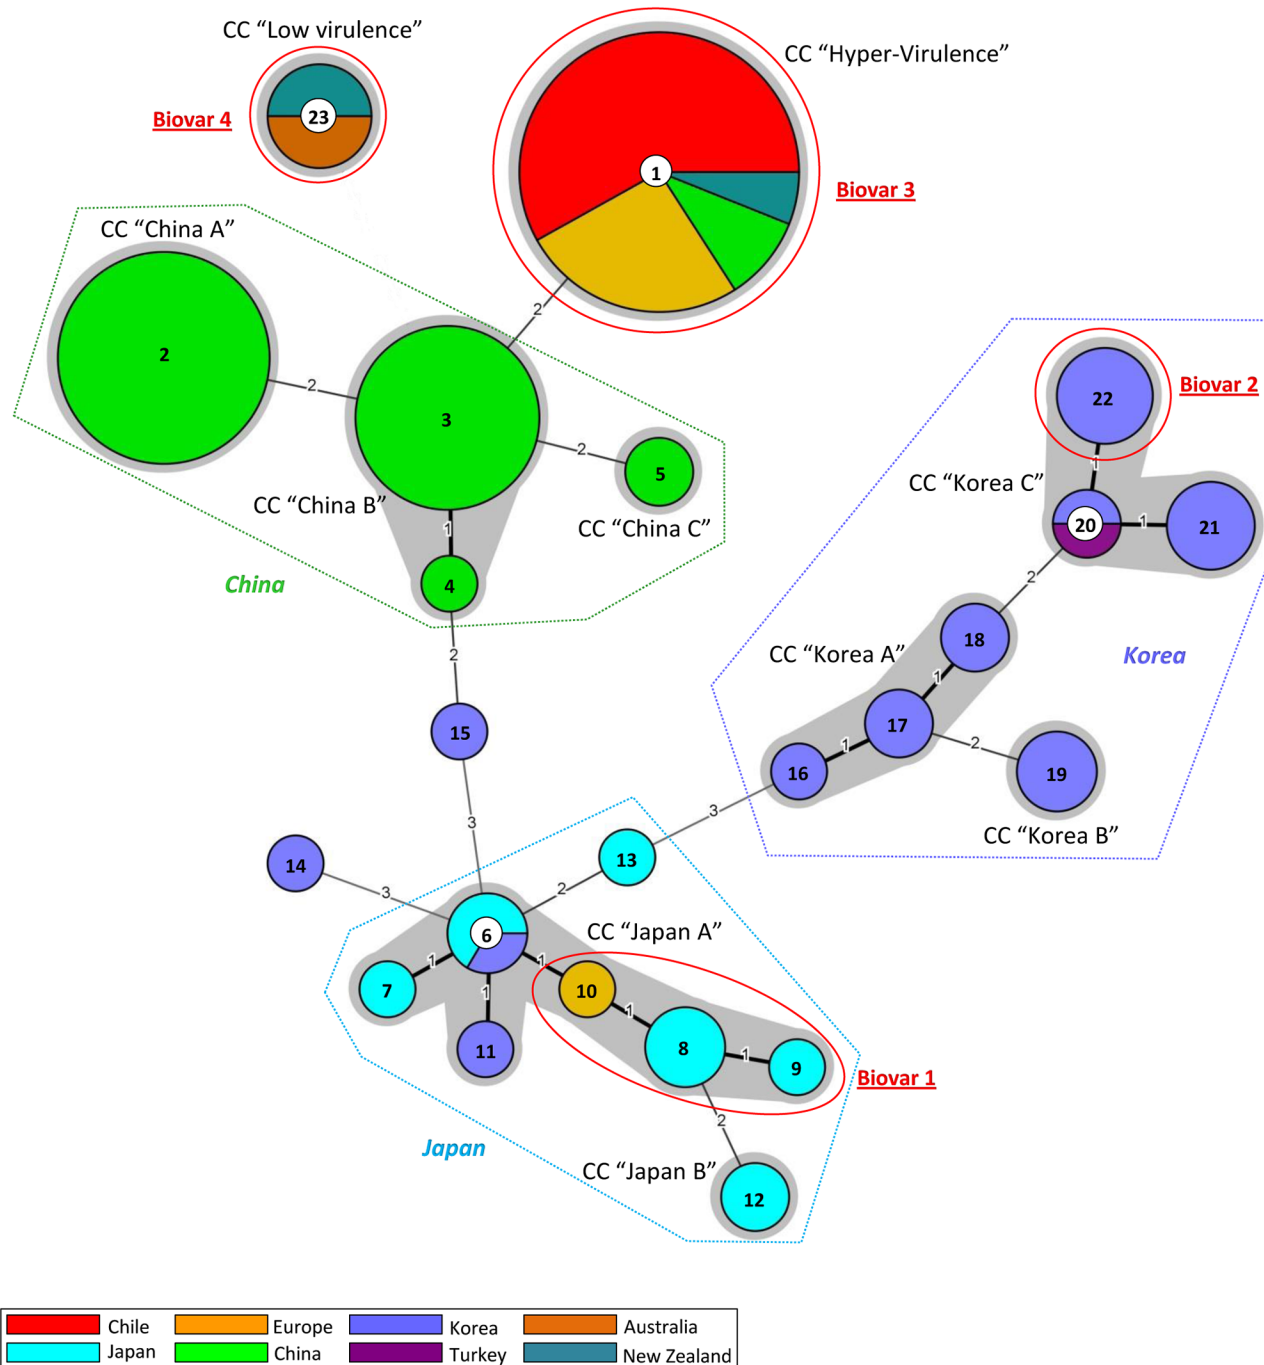 CC “Low virulence”
23
Biovar 4
CC “Hyper-Virulence”
1
Biovar 3
CC “China A”
2
2
2
3
2
5
CC “China B”
CC “China C”
1
4
China
22
Biovar 2
1
CC “Korea C”
20
1
21
2
18
CC “Korea A”
1
Korea
17
1
2
16
19
CC “Korea B”
2
15
3
3
13
14
3
2
6
CC “Japan A”
1
1
7
10
1
1
11
8
1
9
Biovar 1
2
Japan
CC “Japan B”
12
Chile
Europe
Korea
Australia
Japan
China
Turkey
New Zealand